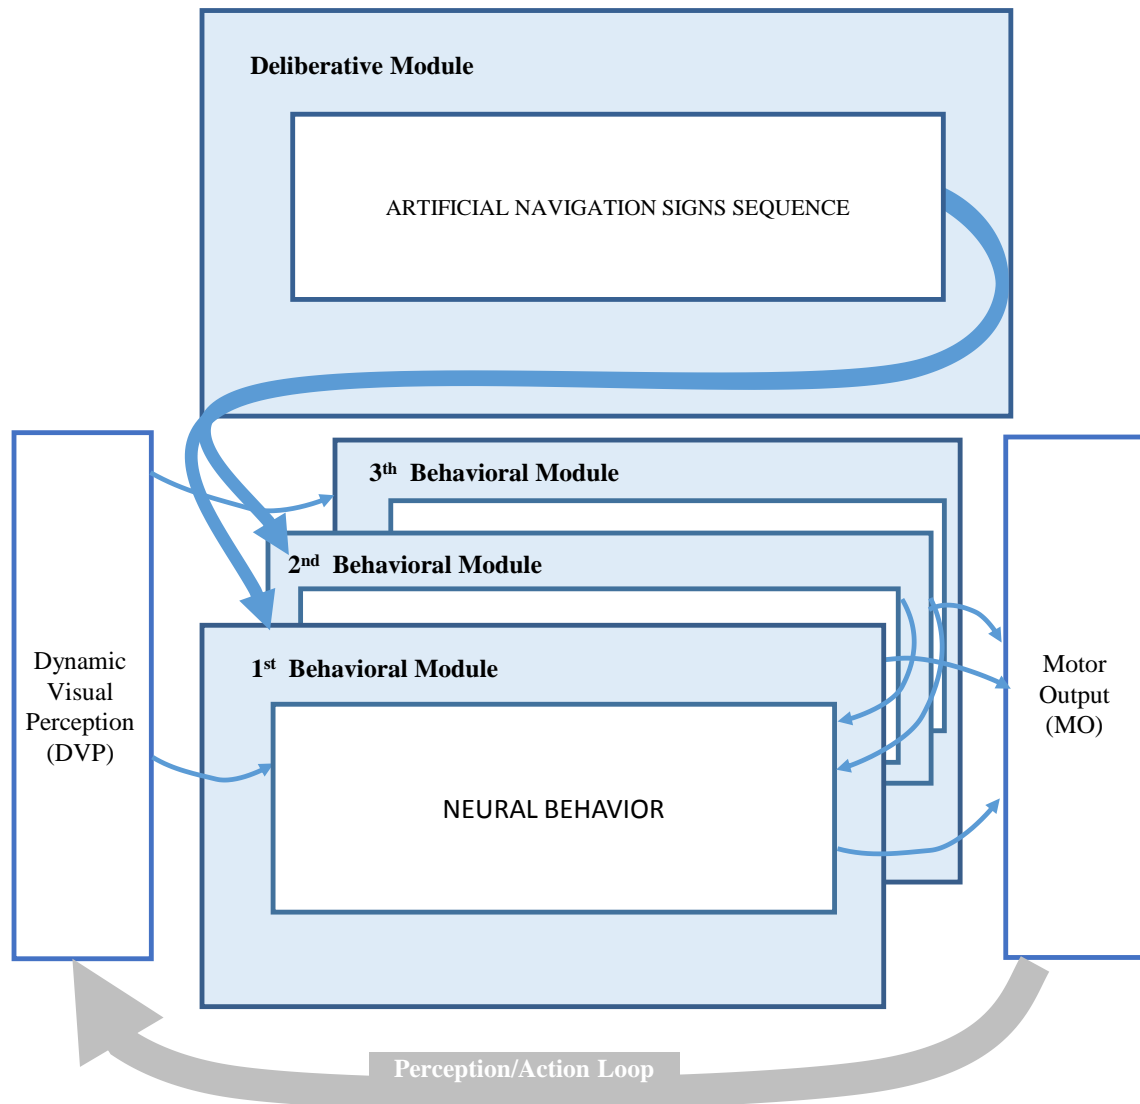 Deliberative Module
ARTIFICIAL NAVIGATION SIGNS SEQUENCE
3th Behavioral Module
2nd Behavioral Module
1st Behavioral Module
NEURAL BEHAVIOR
Dynamic
Visual
Perception
(DVP)
Motor
Output
(MO)
Perception/Action Loop